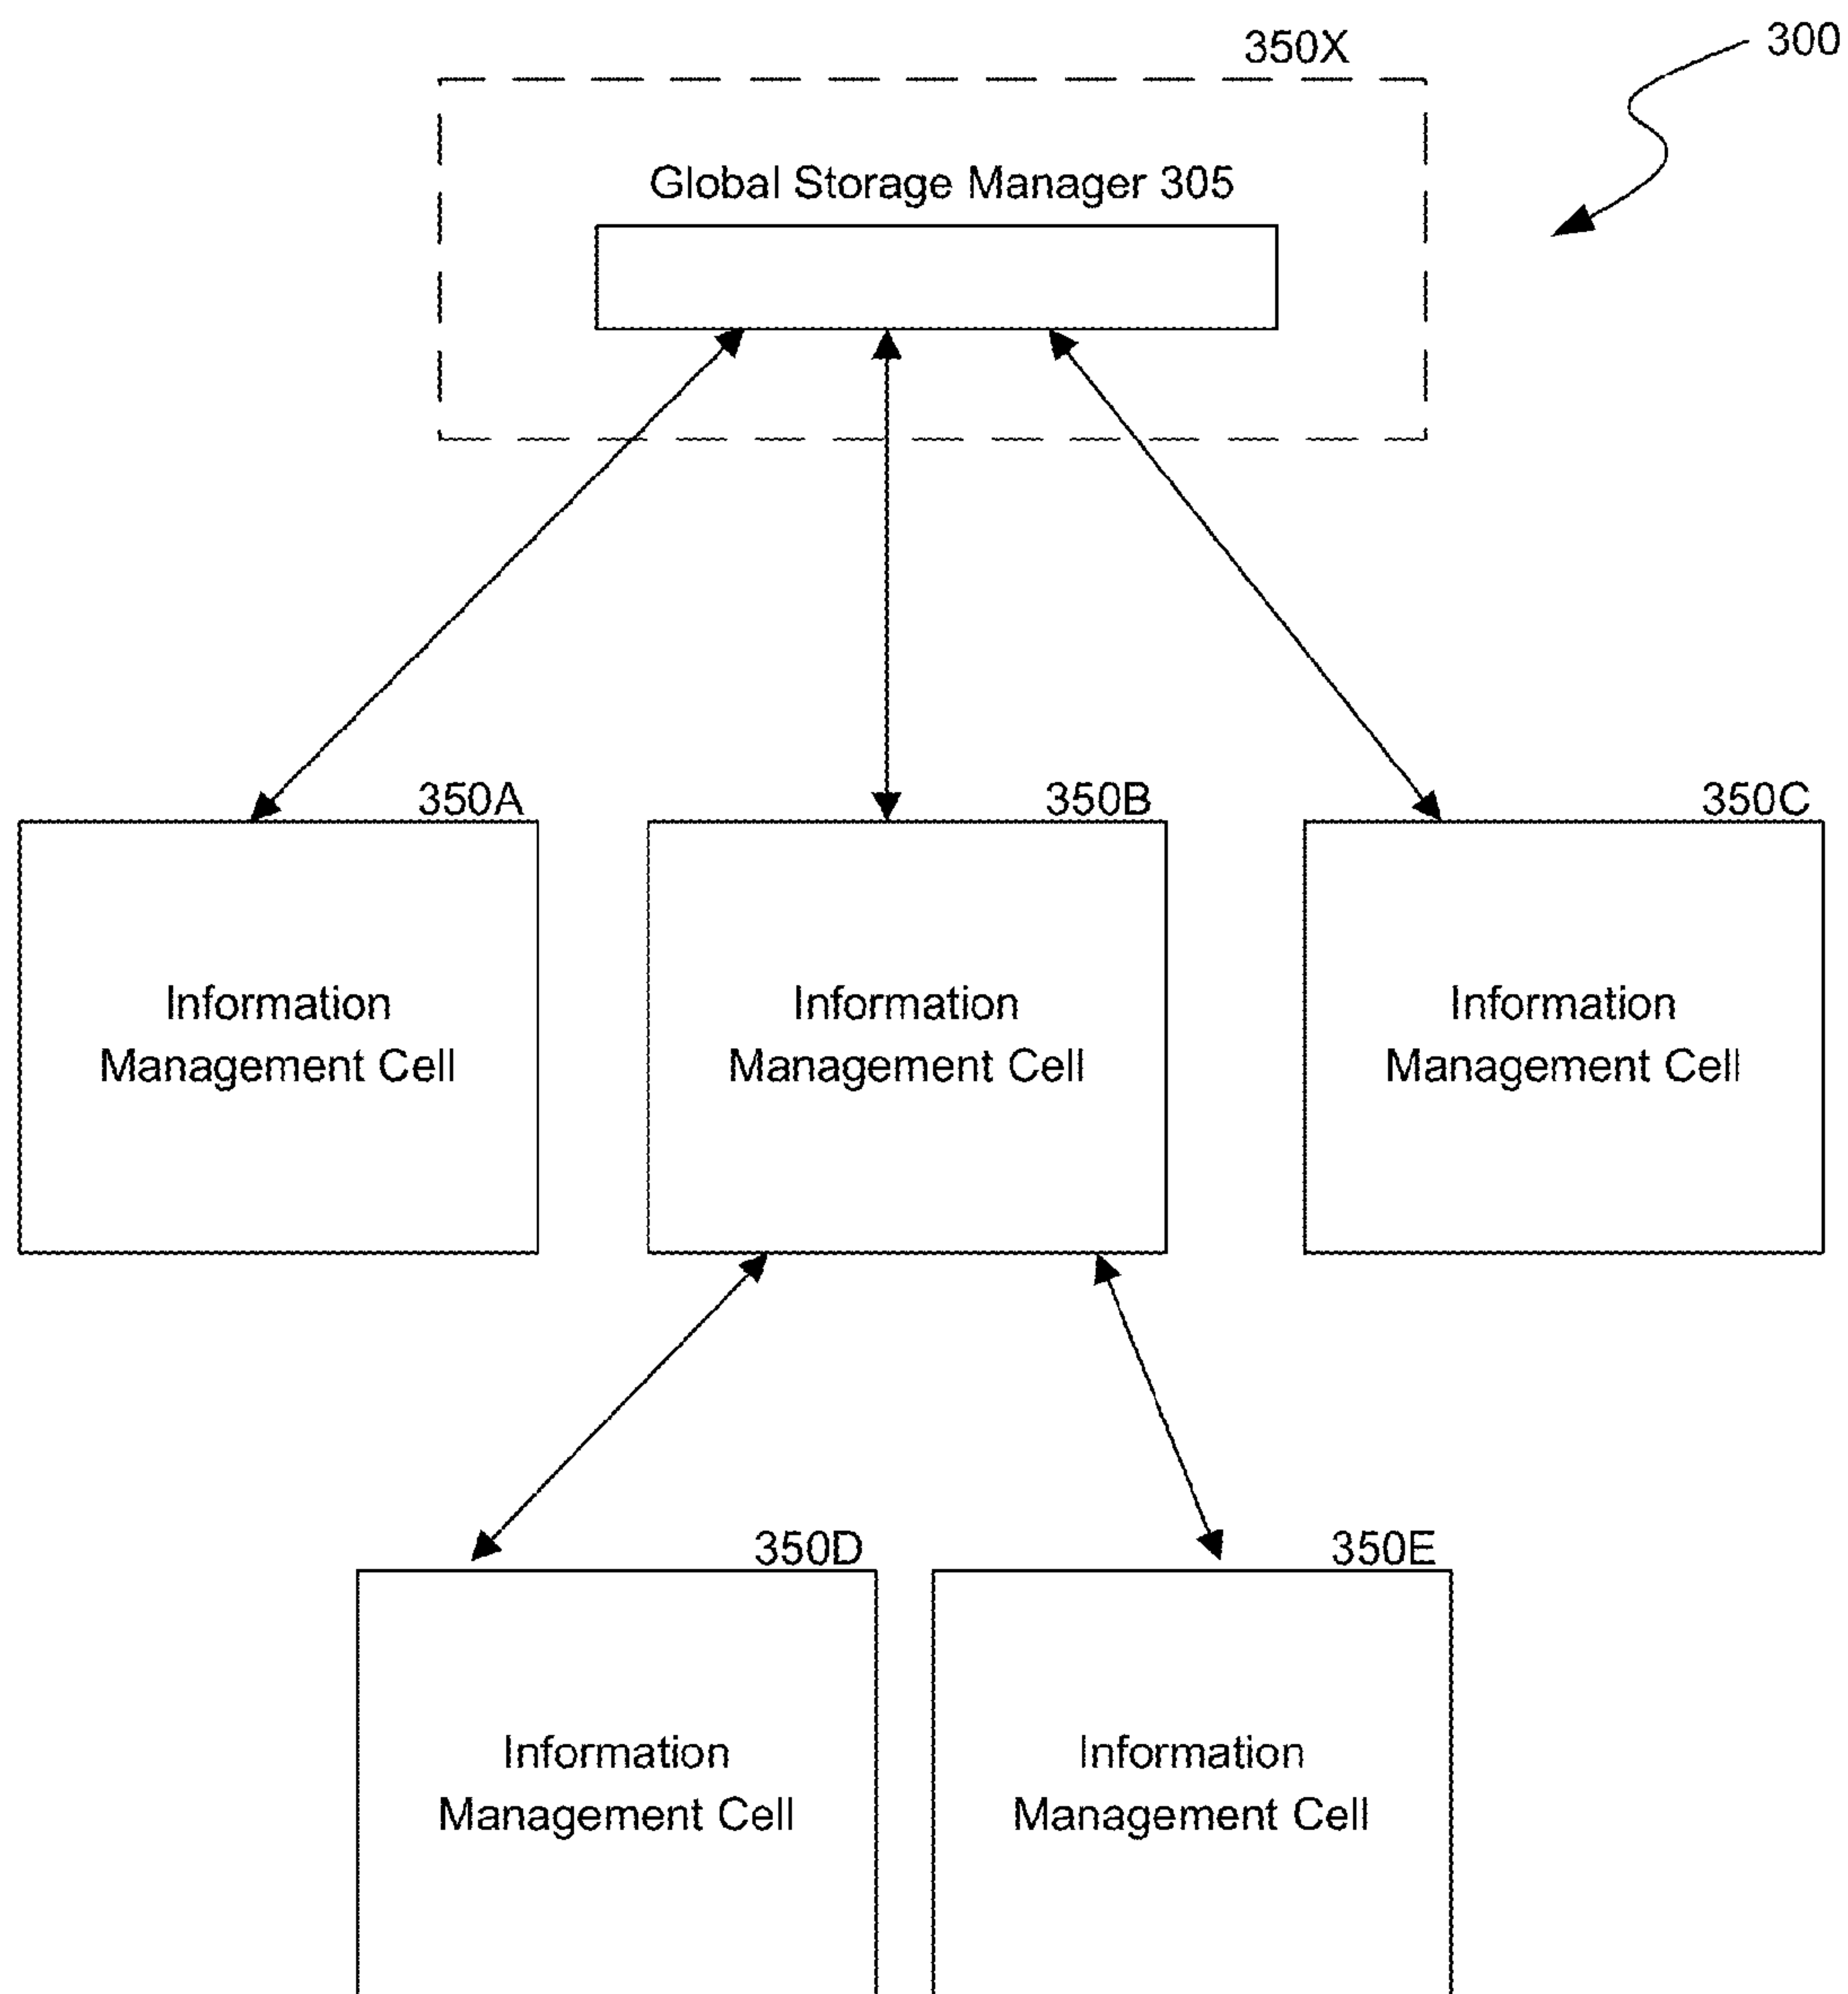 350X
300
Global Storage Manager 305
350A
350B
350C
Information
Management Cell
Information
Management Cell
Information
Management Cell
350D
350E
Information
Management Cell
Information
Management Cell